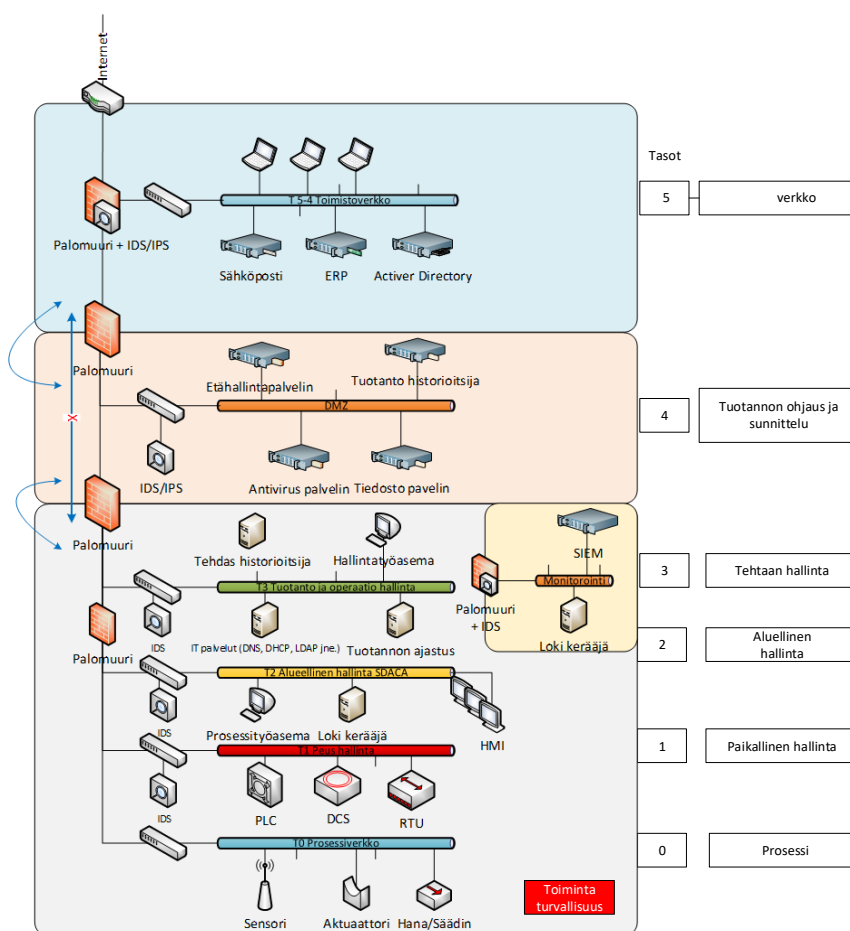 Internet
Tasot
T 5-4 Toimistoverkko
5
verkko
Palomuuri + IDS/IPS
Sähköposti
ERP
Activer Directory
Palomuuri
Etähallintapalvelin
Tuotanto historioitsija
DMZ
X
4
Tuotannon ohjaus ja
sunnittelu
IDS/IPS
Antivirus palvelin
Tiedosto pavelin
Palomuuri
Tehdas historioitsija
Hallintatyöasema
SIEM
3
Tehtaan hallinta
T3 Tuotanto ja operaatio hallinta
Monitorointi
Palomuuri
+ IDS
Palomuuri
IDS
IT palvelut (DNS, DHCP, LDAP jne.)
Tuotannon ajastus
Loki kerääjä
2
Aluellinen
hallinta
T2 Alueellinen hallinta SDACA
IDS
Prosessityöasema
Loki kerääjä
HMI
1
Paikallinen hallinta
T1 Peus hallinta
IDS
PLC
DCS
RTU
T0 Prosessiverkko
0
Prosessi
Toiminta
turvallisuus
Sensori
Aktuaattori
Hana/Säädin